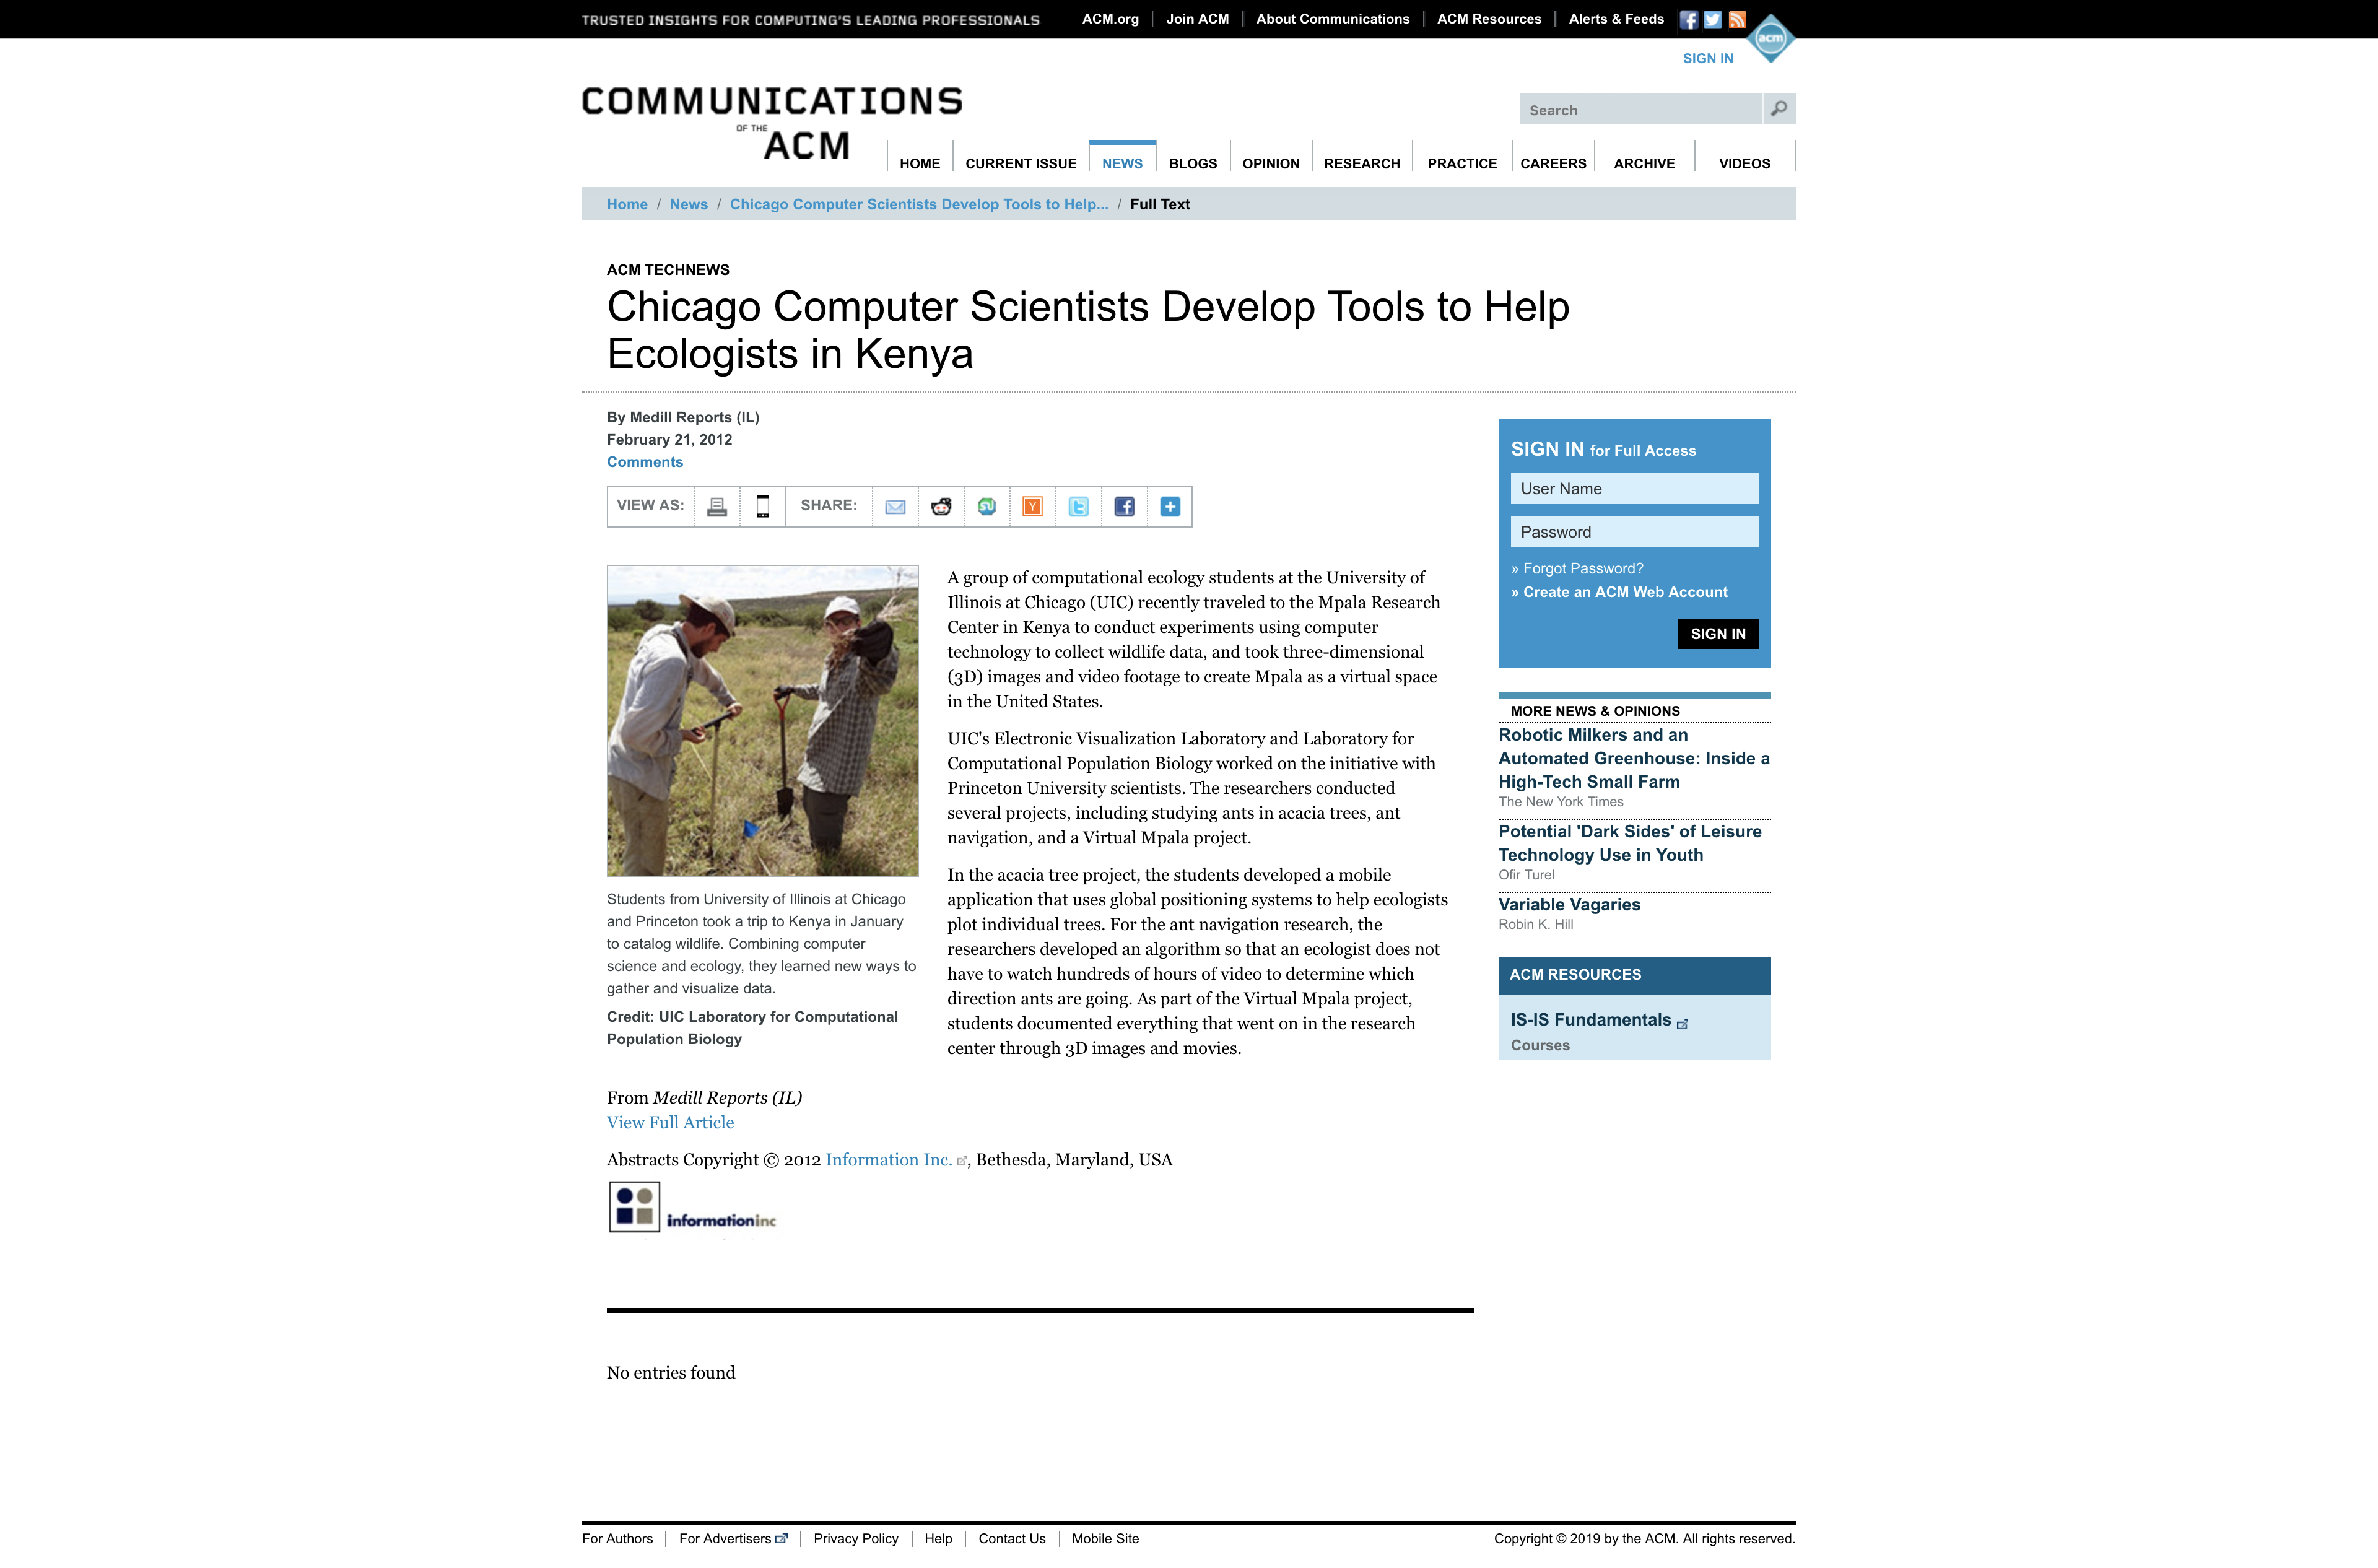 TRUSTED INSIGHTS FOR COMPUTING'S LEADING PROFESSIONALS
ACM.org
Join ACM
About Communications
ACM Resources
Alerts & Feeds
acm
SIGN IN
COMMUNICATIONS
OF THE
ACM
Search
HOME
CURRENT ISSUE
NEWS
BLOGS
OPINION
RESEARCH
PRACTICE
CAREERS
ARCHIVE
VIDEOS
Home / News / Chicago Computer Scientists Develop Tools to Help... / Full Text
ACM TECHNEWS
Chicago Computer Scientists Develop Tools to Help
Ecologists in Kenya
By Medill Reports (IL)
February 21, 2012
Comments
VIEW AS:
SHARE:
Students from University of Illinois at Chicago
and Princeton took a trip to Kenya in January
to catalog wildlife. Combining computer
science and ecology, they learned new ways to
gather and visualize data.
Credit: UIC Laboratory for Computational
Population Biology
A group of computational ecology students at the University of
Illinois at Chicago (UIC) recently traveled to the Mpala Research
Center in Kenya to conduct experiments using computer
technology to collect wildlife data, and took three-dimensional
(3D) images and video footage to create Mpala as a virtual space
in the United States.
UIC's Electronic Visualization Laboratory and Laboratory for
Computational Population Biology worked on the initiative with
Princeton University scientists. The researchers conducted
several projects, including studying ants in acacia trees, ant
navigation, and a Virtual Mpala project.
In the acacia tree project, the students developed a mobile
application that uses global positioning systems to help ecologists
plot individual trees. For the ant navigation research, the
researchers developed an algorithm so that an ecologist does not
have to watch hundreds of hours of video to determine which
direction ants are going. As part of the Virtual Mpala project,
students documented everything that went on in the research
center through 3D images and movies.
From Medill Reports (IL)
View Full Article
Abstracts Copyright © 2012 Information Inc. , Bethesda, Maryland, USA
informationinc
No entries found
SIGN IN for Full Access
User Name
Password
» Forgot Password?
» Create an ACM Web Account
SIGN IN
MORE NEWS & OPINIONS
Robotic Milkers and an
Automated Greenhouse: Inside a
High-Tech Small Farm
The New York Times
Potential 'Dark Sides' of Leisure
Technology Use in Youth
Ofir Turel
Variable Vagaries
Robin K. Hill
ACM RESOURCES
IS-IS Fundamentals
Courses
For Authors
For Advertisers
Privacy Policy
Help
Contact Us
Mobile Site
Copyright © 2019 by the ACM. All rights reserved.